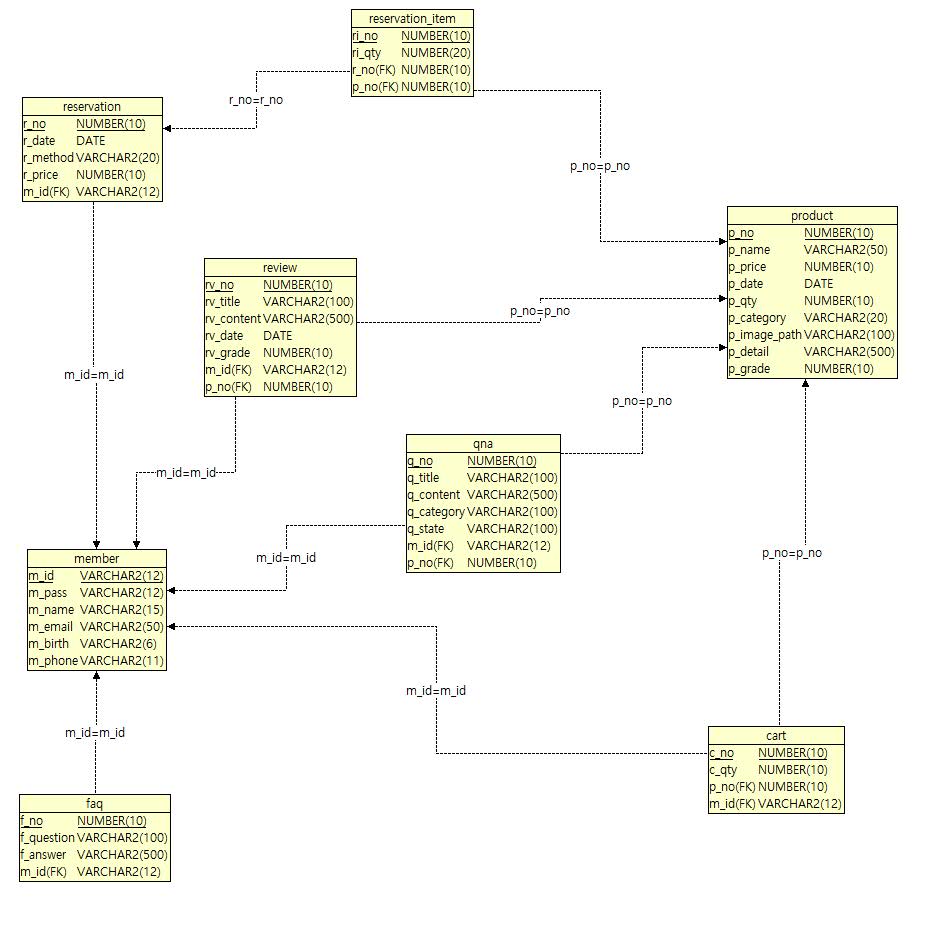 reservation_item
ri_no NUMBER(10)
ri_qty NUMBER(20)
r_no(FK) NUMBER(10)
p_no(FK) NUMBER(10)
r_no=r_no
reservation
r_no NUMBER(10)
r_date DATE
r_method VARCHAR2(20)
r_price NUMBER(10)
m_id(FK) VARCHAR2(12)
p_no=p_no
product
p_no NUMBER(10)
p_name VARCHAR2(50)
p_price NUMBER(10)
p_date DATE
p_qty NUMBER(10)
p_category VARCHAR2(20)
p_image_path VARCHAR2(100)
p_detail VARCHAR2(500)
p_grade NUMBER(10)
review
rv_no NUMBER(10)
rv_title VARCHAR2(100)
rv_content VARCHAR2(500)
rv_date DATE
rv_grade NUMBER(10)
m_id(FK) VARCHAR2(12)
p_no(FK) NUMBER(10)
p_no=p_no
m_id=m_id
p_no=p_no
m_id=m_id
qna
q_no NUMBER(10)
q_title VARCHAR2(100)
q_content VARCHAR2(500)
q_category VARCHAR2(100)
q_state VARCHAR2(100)
m_id(FK) VARCHAR2(12)
p_no(FK) NUMBER(10)
m_id=m_id
p_no=p_no
member
m_id VARCHAR2(12)
m_pass VARCHAR2(12)
m_name VARCHAR2(15)
m_email VARCHAR2(50)
m_birth VARCHAR2(6)
m_phone VARCHAR2(11)
m_id=m_id
m_id=m_id
cart
c_no NUMBER(10)
c_qty NUMBER(10)
p_no(FK) NUMBER(10)
m_id(FK) VARCHAR2(12)
faq
f_no NUMBER(10)
f_question VARCHAR2(100)
f_answer VARCHAR2(500)
m_id(FK) VARCHAR2(12)